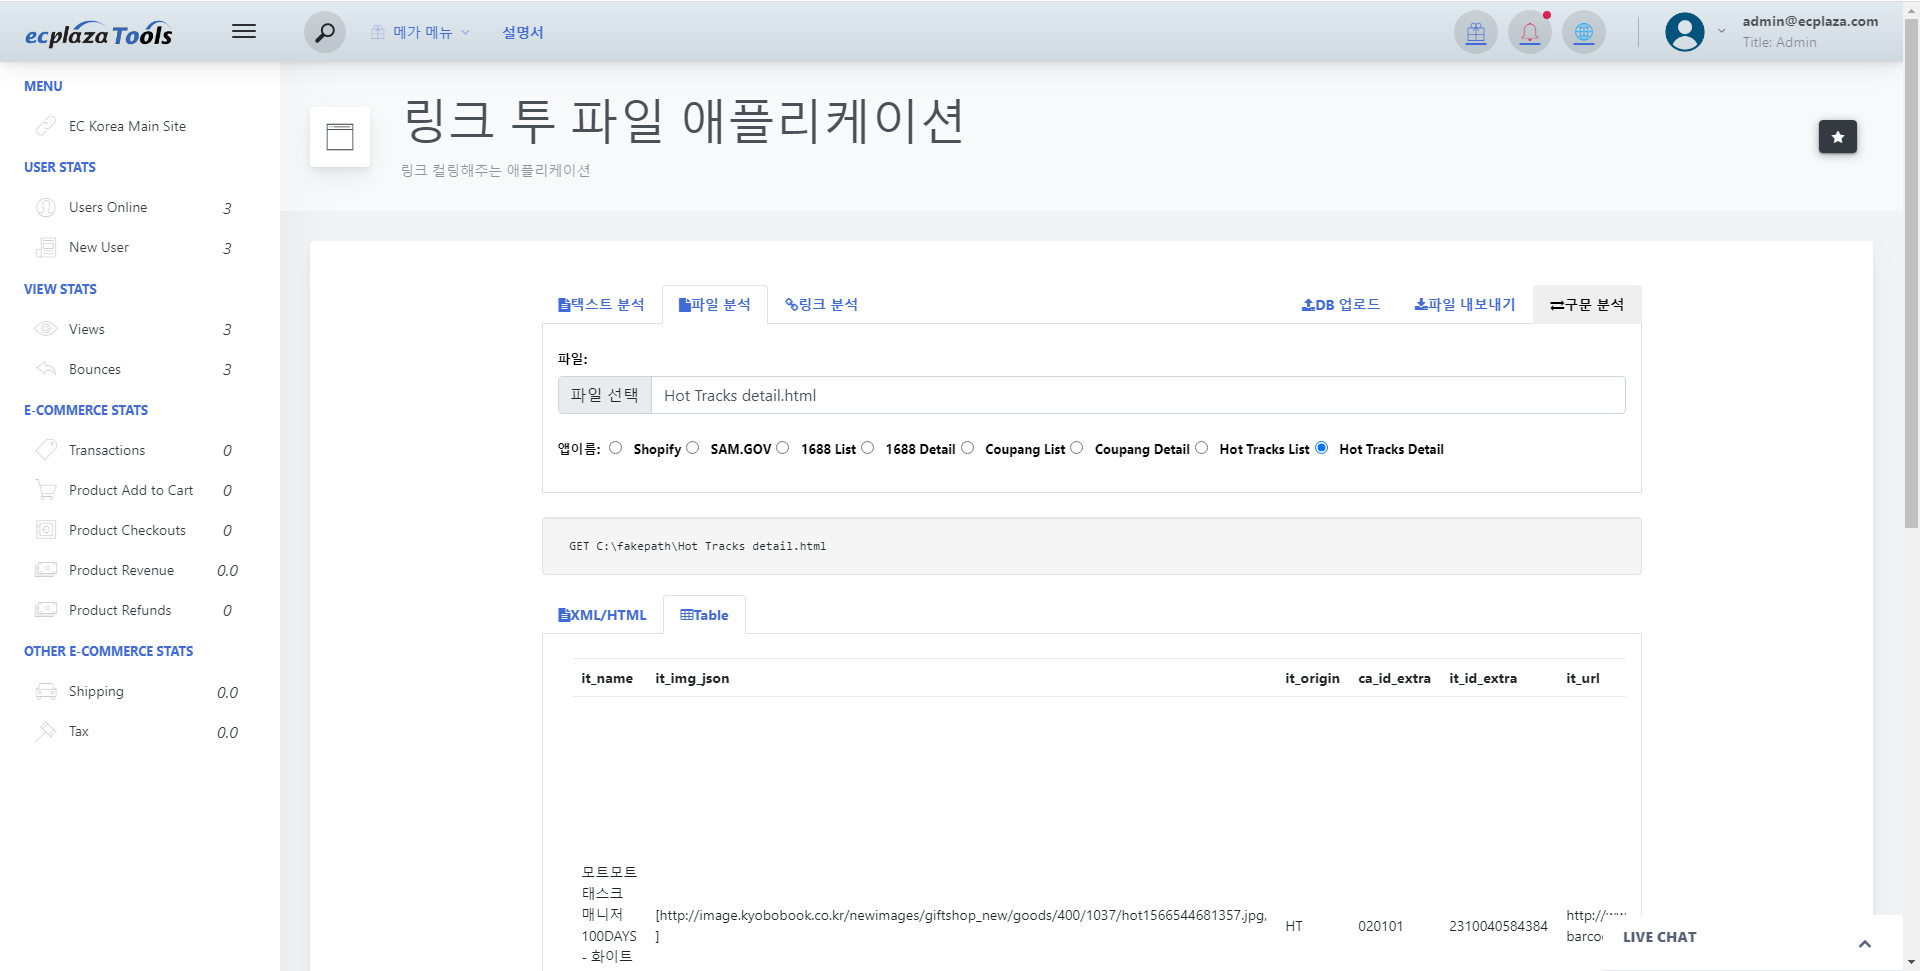 ecplaza Tools
메가 메뉴
설명서
admin@ecplaza.com
Title: Admin
MENU
EC Korea Main Site
USER STATS
Users Online 3
New User 3
VIEW STATS
Views 3
Bounces 3
E-COMMERCE STATS
Transactions 0
Product Add to Cart 0
Product Checkouts 0
Product Revenue 0.0
Product Refunds 0
OTHER E-COMMERCE STATS
Shipping 0.0
Tax 0.0
링크 투 파일 애플리케이션
링크 컬링해주는 애플리케이션
택스트 분석 파일 분석 링크 분석 DB 업로드 파일 내보내기 구문 분석
파일:
파일 선택 Hot Tracks detail.html
앱이름: Shopify SAM.GOV 1688 List 1688 Detail Coupang List Coupang Detail Hot Tracks List Hot Tracks Detail
GET C:\fakepath\Hot Tracks detail.html
XML/HTML Table
it_name it_img_json it_origin ca_id_extra it_id_extra it_url
모트모트
태스크
매니저
100DAYS
- 화이트
[http://image.kyobobook.co.kr/newimages/giftshop_new/goods/400/1037/hot1566544681357.jpg,
]
HT
020101
2310040584384
LIVE CHAT